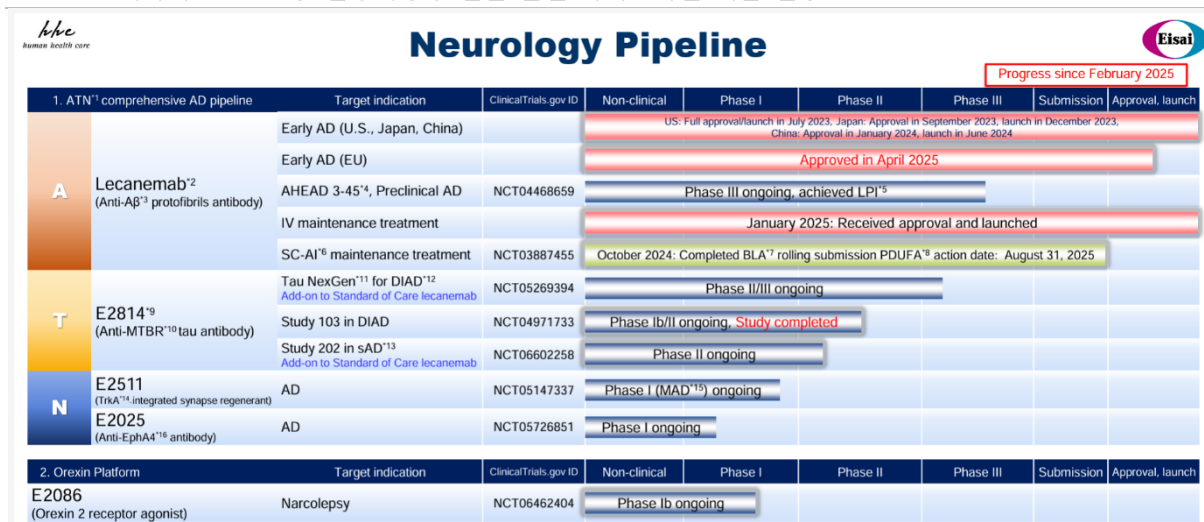 hhc
human health care
Neurology Pipeline
Eisai
Progress since February 2025
1. ATN*1 comprehensive AD pipeline Target indication ClinicalTrials.gov ID Non-clinical Phase I Phase II Phase III Submission Approval, launch
A
Lecanemab*2
(Anti-Aβ*3 protofibrils antibody)
Early AD (U.S., Japan, China)
US: Full approval/launch in July 2023, Japan: Approval in September 2023, launch in December 2023,
China: Approval in January 2024, launch in June 2024
Early AD (EU) Approved in April 2025
AHEAD 3-45*4, Preclinical AD NCT04468659 Phase III ongoing, achieved LPI*5
IV maintenance treatment January 2025: Received approval and launched
SC-AI*6 maintenance treatment NCT03887455 October 2024: Completed BLA*7 rolling submission PDUFA*8 action date: August 31, 2025
T
E2814*9
(Anti-MTBR*10 tau antibody)
Tau NexGen*11 for DIAD*12
Add-on to Standard of Care lecanemab
NCT05269394 Phase II/III ongoing
Study 103 in DIAD NCT04971733 Phase Ib/II ongoing, Study completed
Study 202 in sAD*13
Add-on to Standard of Care lecanemab
NCT06602258 Phase II ongoing
N
E2511
(TrkA*14 integrated synapse regenerant)
AD NCT05147337 Phase I (MAD*15) ongoing
E2025
(Anti-EphA4*16 antibody)
AD NCT05726851 Phase I ongoing
2. Orexin Platform Target indication ClinicalTrials.gov ID Non-clinical Phase I Phase II Phase III Submission Approval, launch
E2086
(Orexin 2 receptor agonist)
Narcolepsy NCT06462404 Phase Ib ongoing